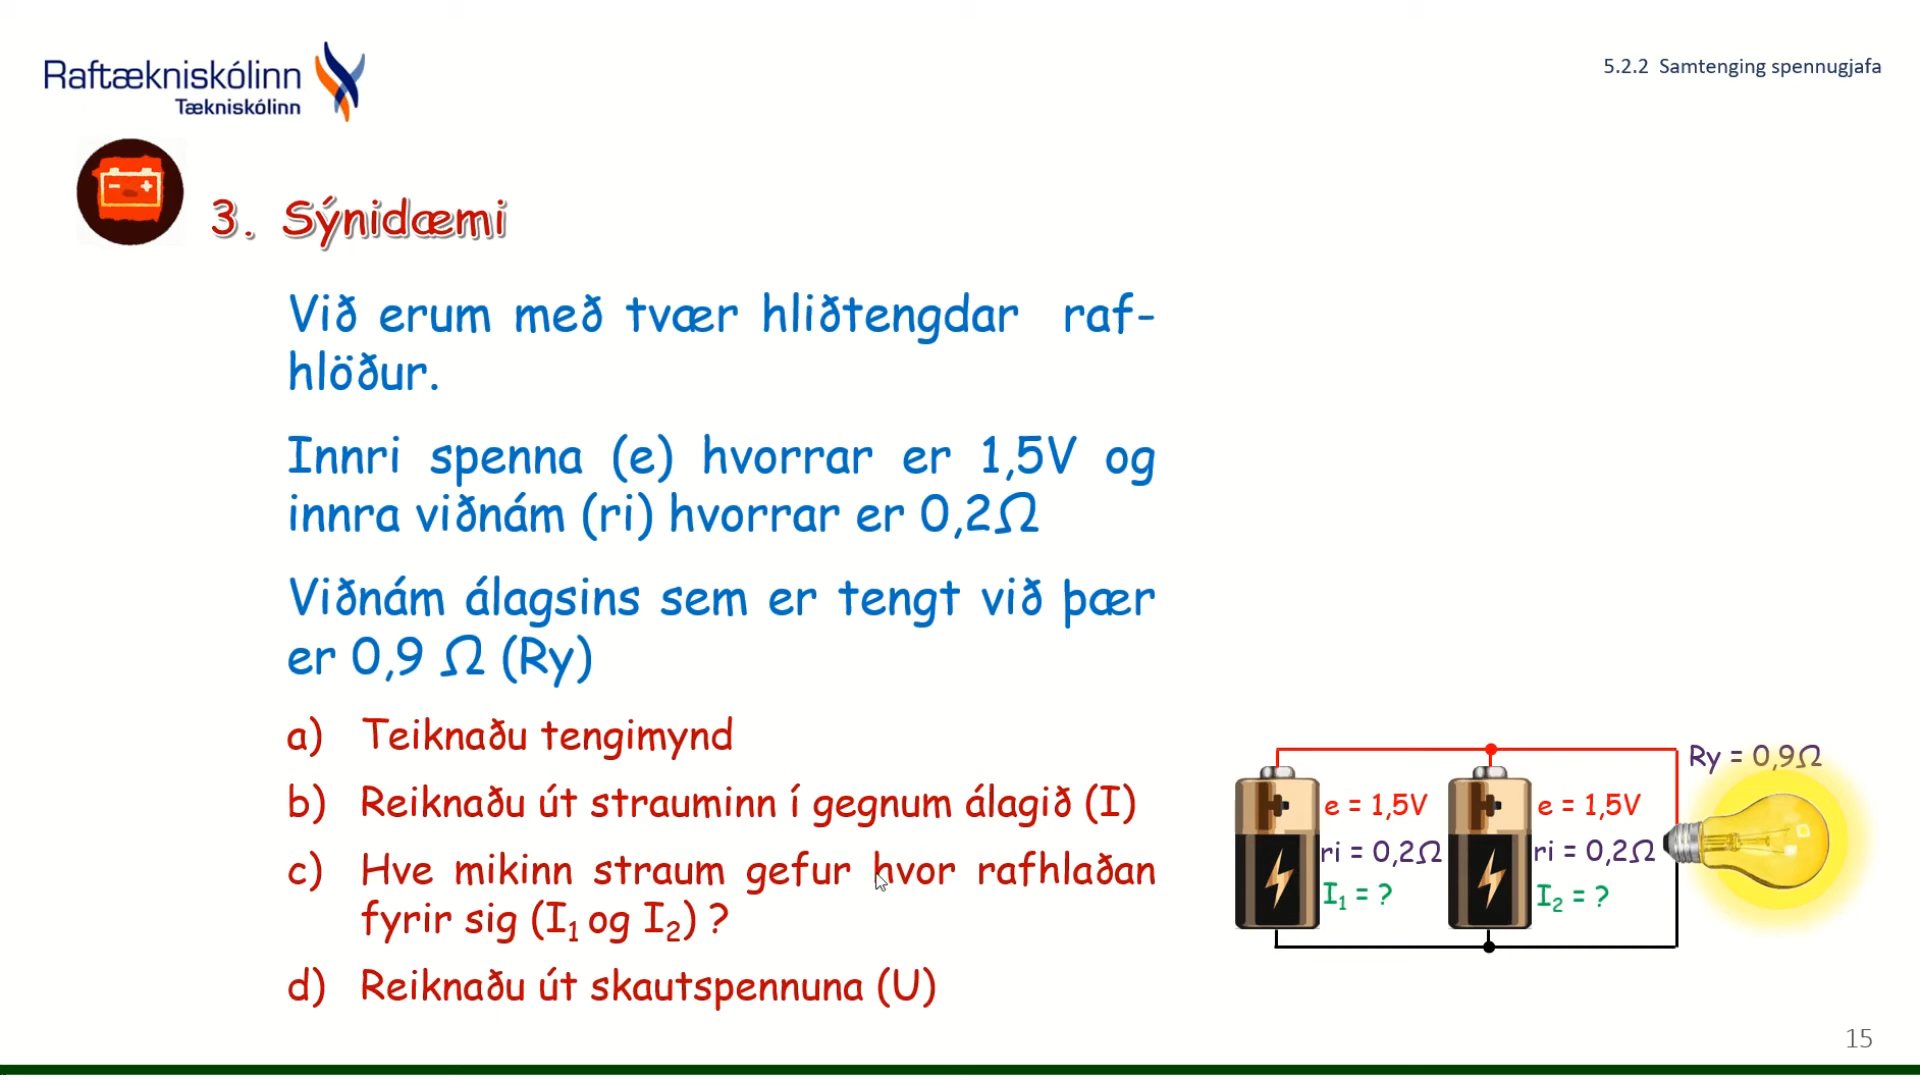 Raftækniskólinn
Tækniskólinn
5.2.2 Samtenging spennugjafa
3. Sýnidæmi
Við erum með tvær hliðtengdar raf-
hlöður.
Innri spenna (e) hvorrar er 1,5V og
innra viðnám (ri) hvorrar er 0,2Ω
Viðnám álagsins sem er tengt við þær
er 0,9 Ω (Ry)
a) Teiknaðu tengimynd
b) Reiknaðu út strauminn í gegnum álagið (I)
c) Hve mikinn straum gefur hvor rafhlaðan
fyrir sig (I₁ og I₂) ?
d) Reiknaðu út skautspennuna (U)
Ry = 0,9Ω
e = 1,5V
ri = 0,2Ω
I₁ = ?
e = 1,5V
ri = 0,2Ω
I₂ = ?
15